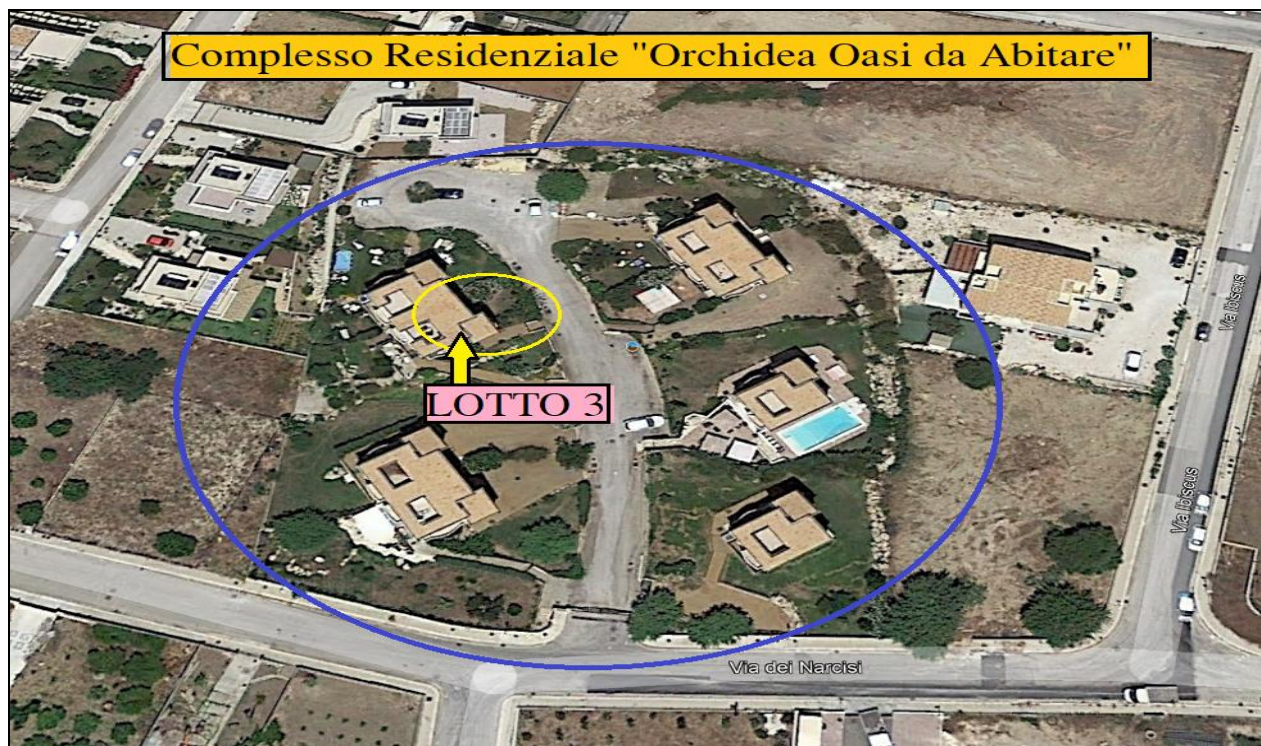 Complesso Residenziale "Orchidea Oasi da Abitare"
Via Ibiscus
LOTTO 3
Via Ibiscus
Via dei Narcisi